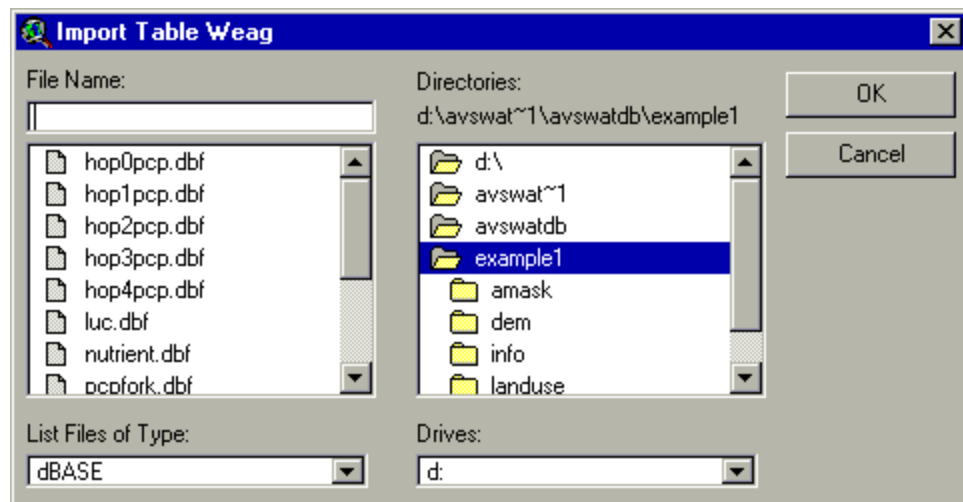 Import Table Weag
File Name:
hop0pcp.dbf
hop1pcp.dbf
hop2pcp.dbf
hop3pcp.dbf
hop4pcp.dbf
luc.dbf
nutrient.dbf
pcpfork.dbf
List Files of Type:
dBASE
Directories:
d:\avswat~1\avswatdb\example1
d:\
avswat~1
avswatdb
example1
amask
dem
info
landuse
Drives:
d:
OK
Cancel